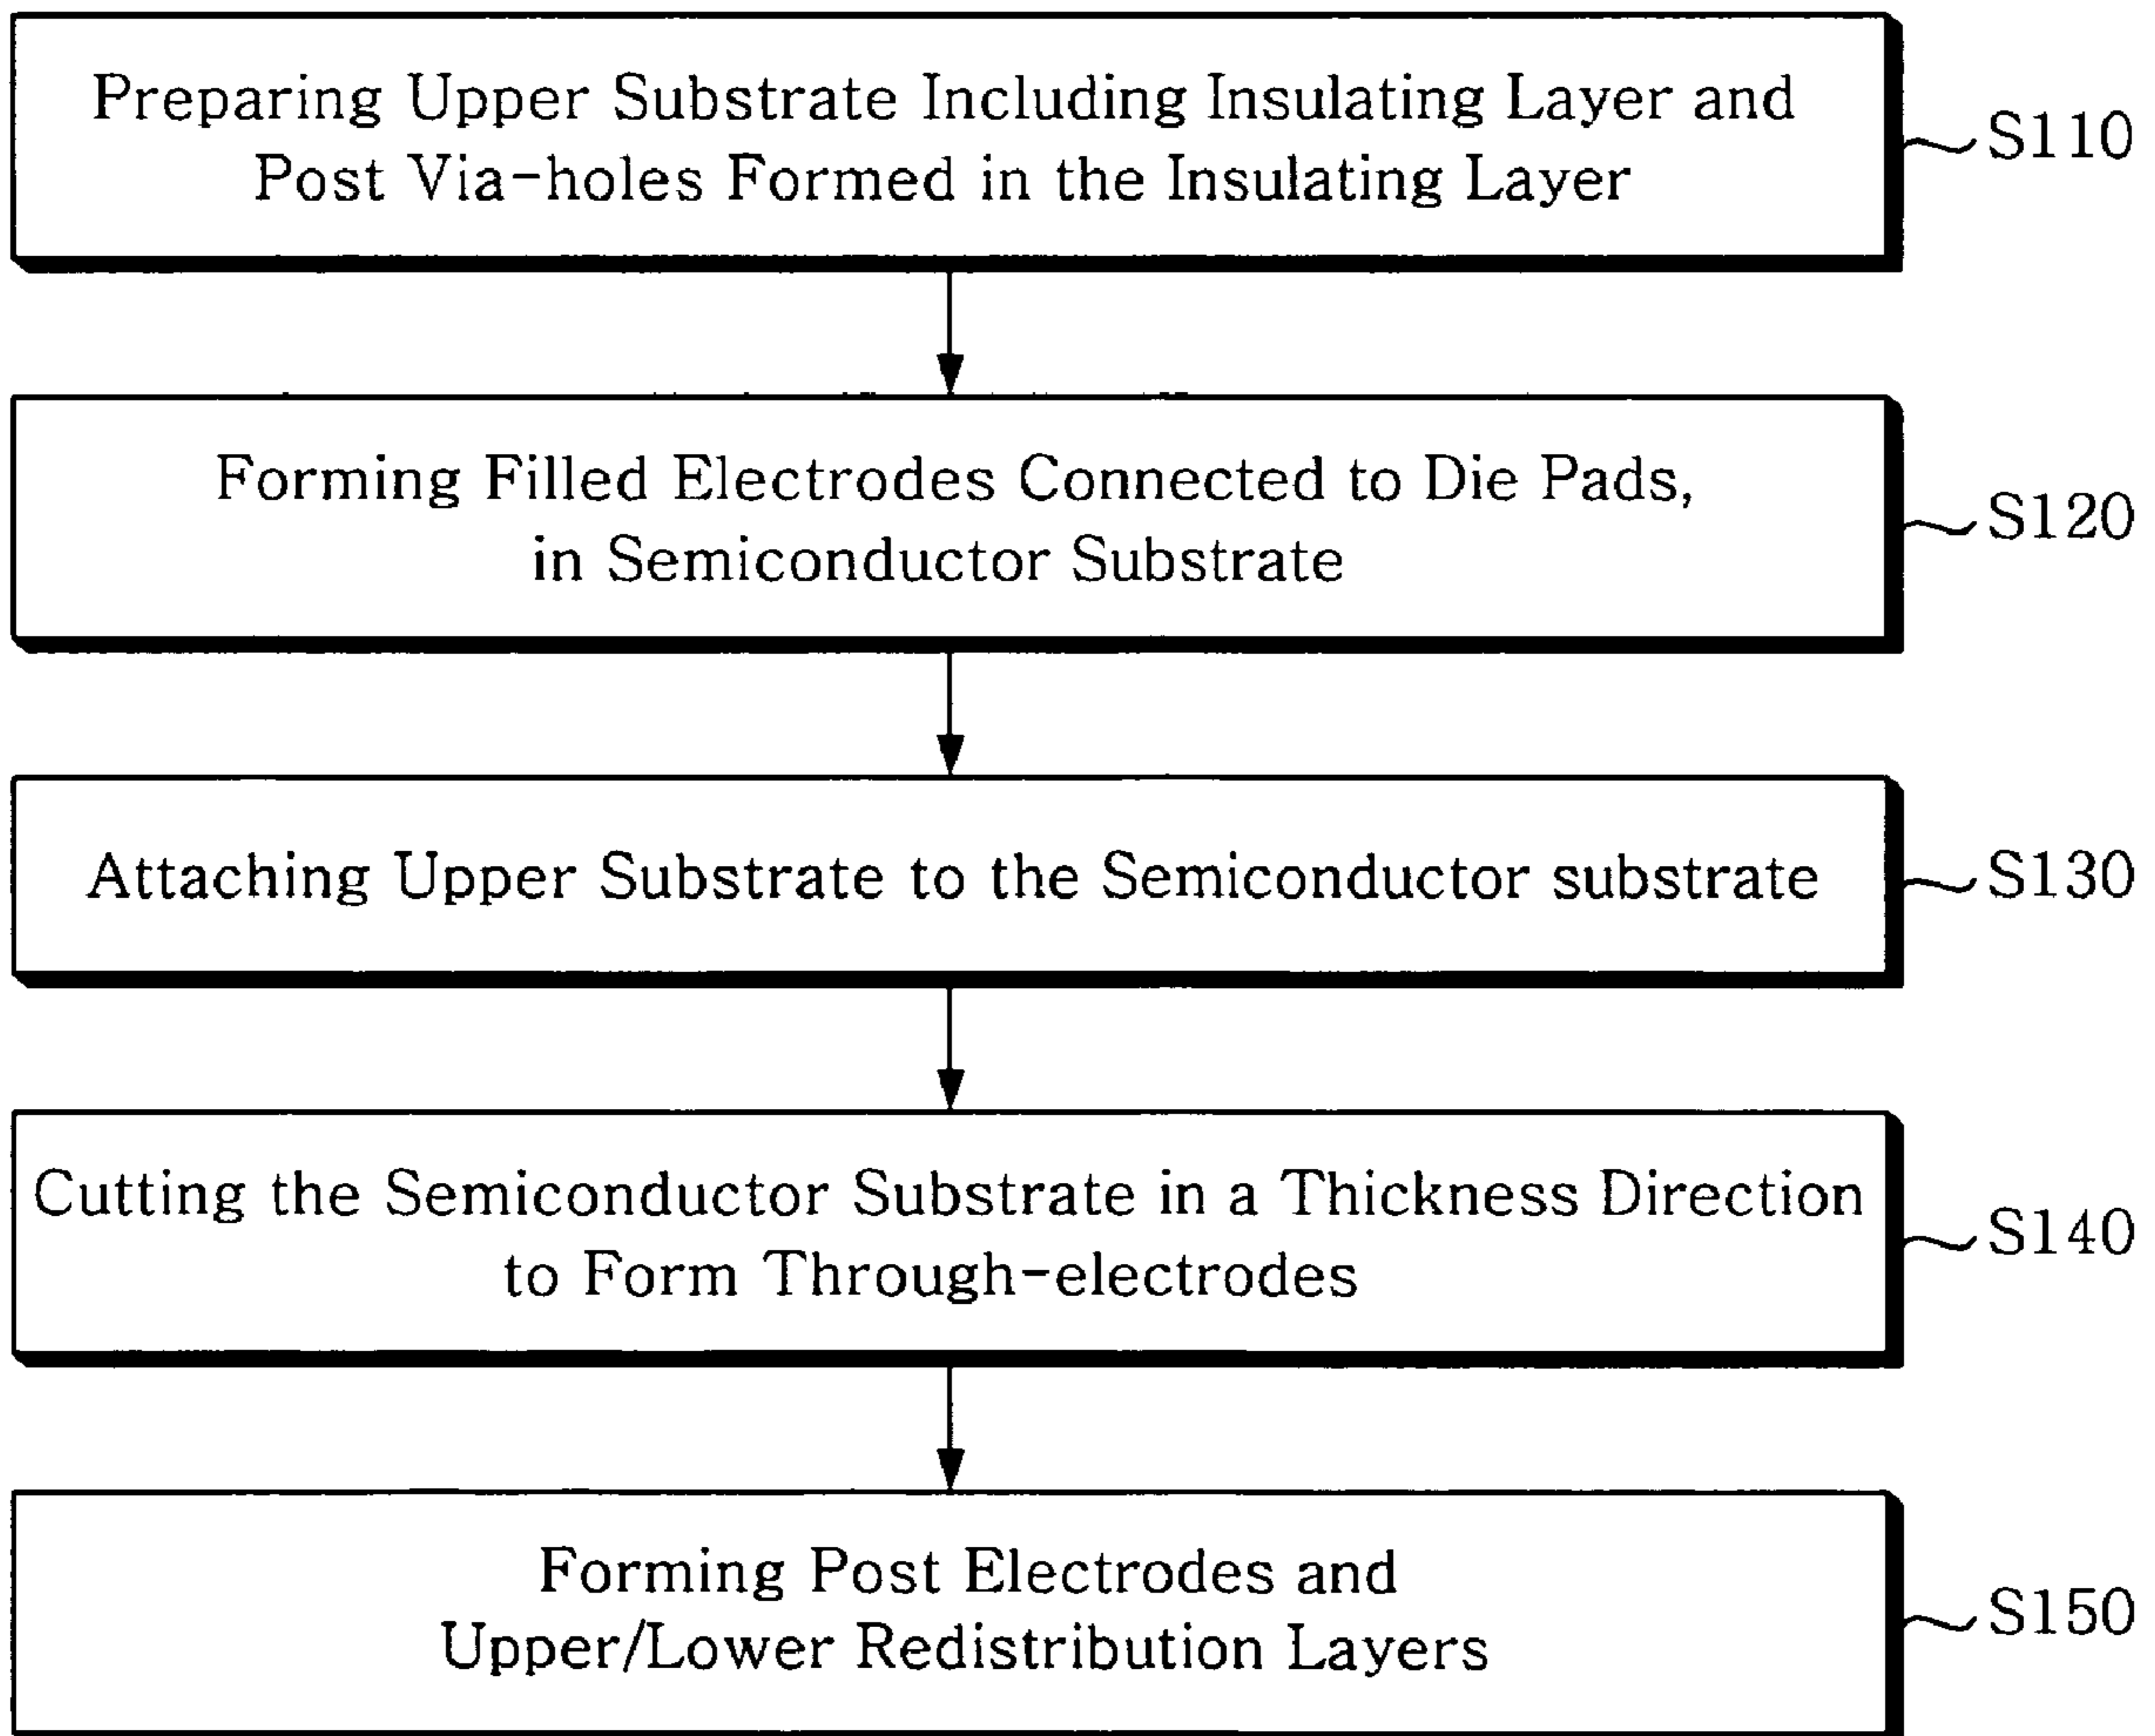 Preparing Upper Substrate Including Insulating Layer and
Post Via-holes Formed in the Insulating Layer
S110
Forming Filled Electrodes Connected to Die Pads,
in Semiconductor Substrate
S120
Attaching Upper Substrate to the Semiconductor substrate
S130
Cutting the Semiconductor Substrate in a Thickness Direction
to Form Through-electrodes
S140
Forming Post Electrodes and
Upper/Lower Redistribution Layers
S150